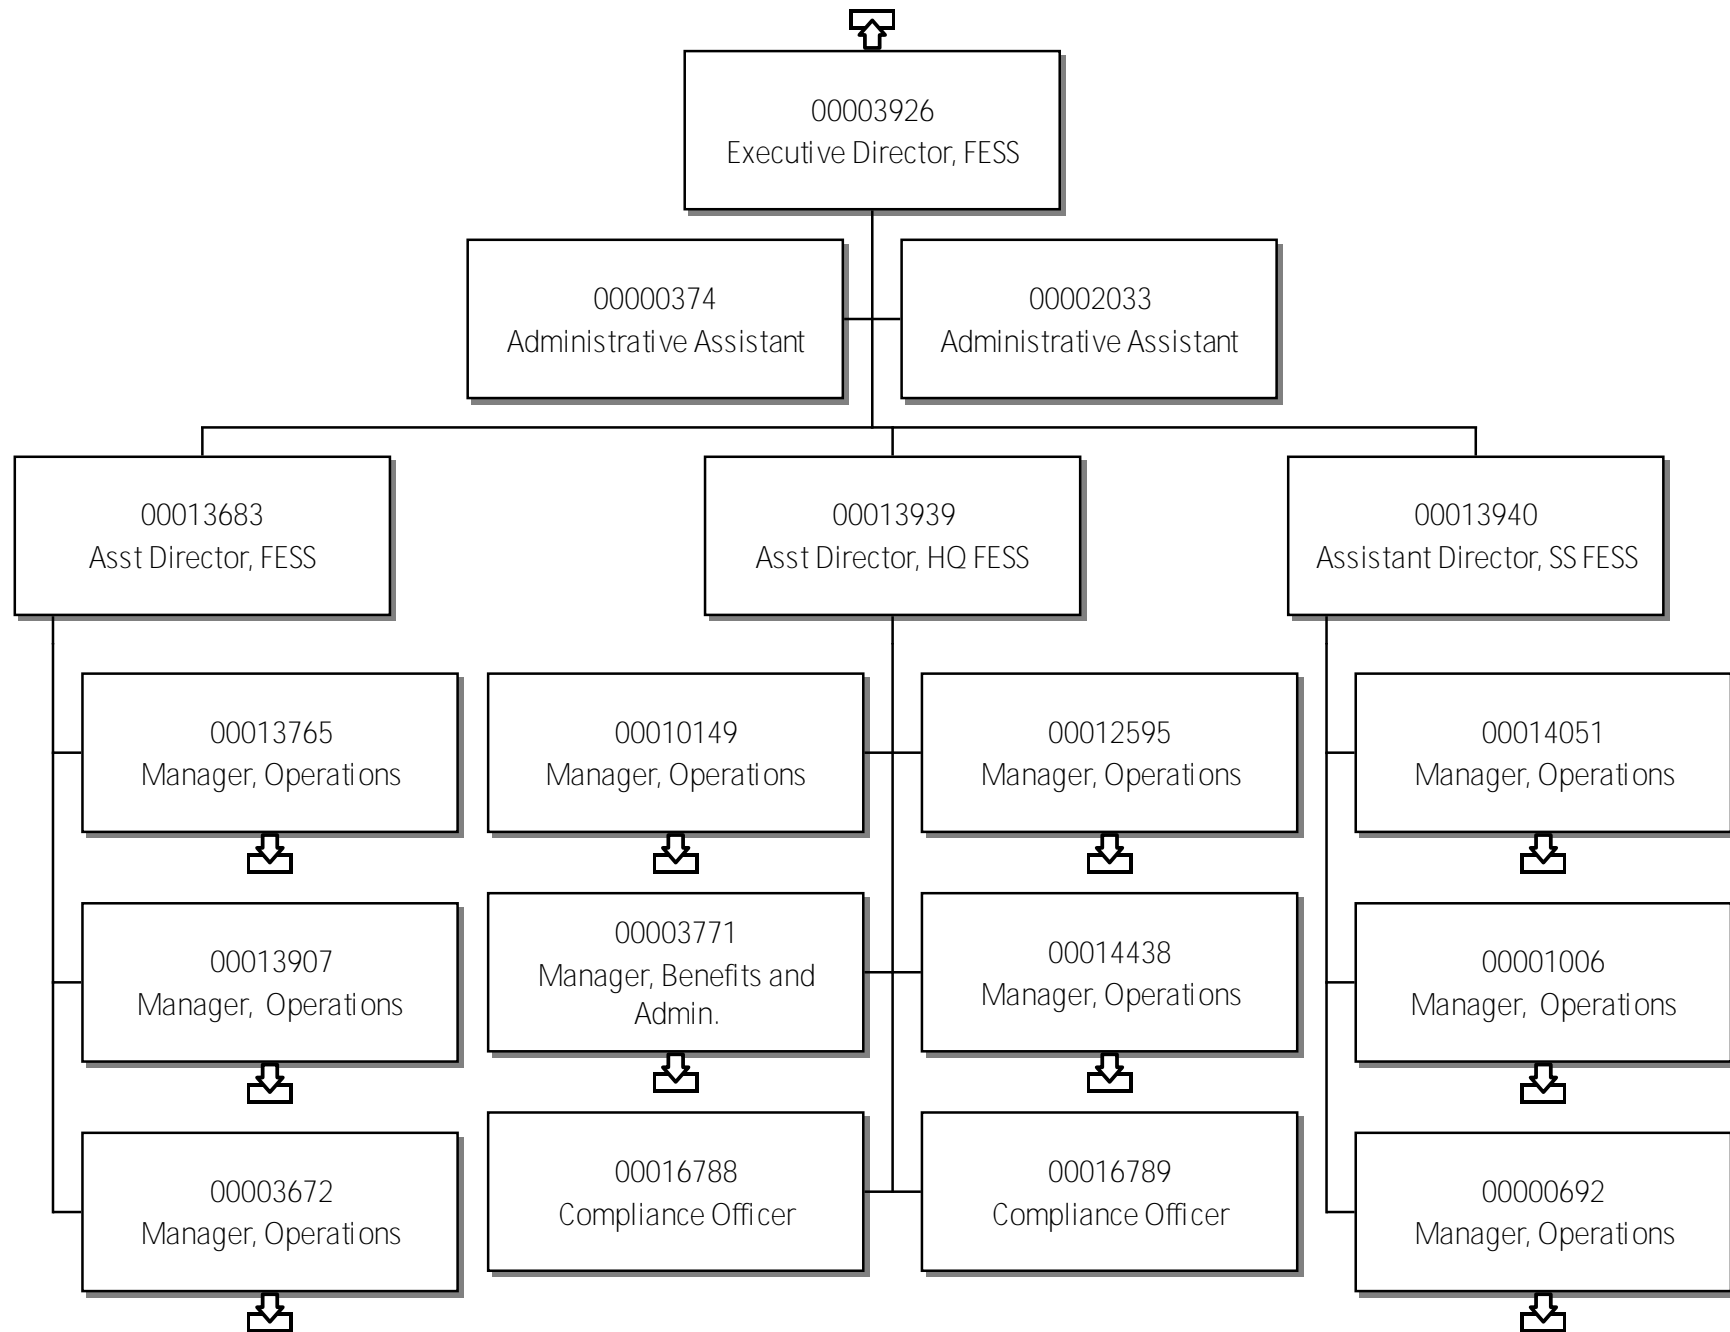 00003926
Executive Director, FESS
00000374
Administrative Assistant
00002033
Administrative Assistant
00013683
Asst Director, FESS
00013939
Asst Director, HQ FESS
00013940
Assistant Director, SS FESS
00013765
Manager, Operations
00010149
Manager, Operations
00012595
Manager, Operations
00014051
Manager, Operations
00013907
Manager, Operations
00003771
Manager, Benefits and
Admin.
00014438
Manager, Operations
00001006
Manager, Operations
00003672
Manager, Operations
00016788
Compliance Officer
00016789
Compliance Officer
00000692
Manager, Operations